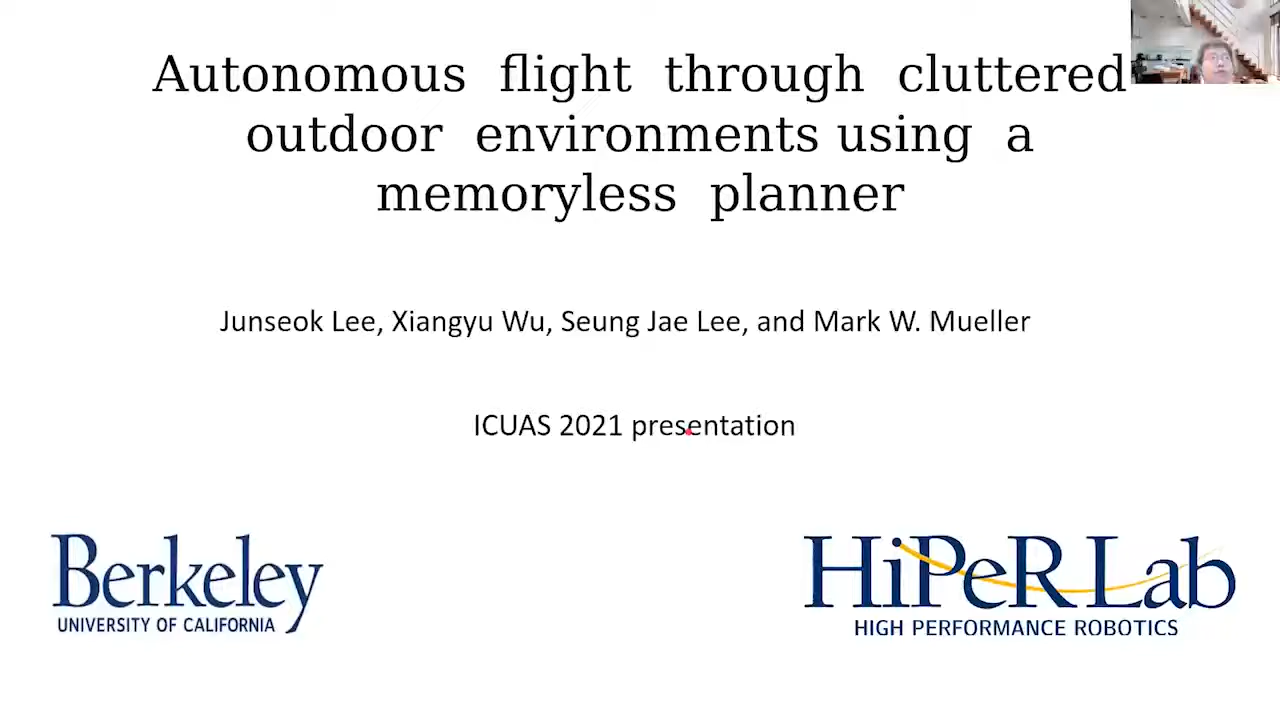 Autonomous flight through cluttered
outdoor environments using a
memoryless planner
Junseok Lee, Xiangyu Wu, Seung Jae Lee, and Mark W. Mueller
ICUAS 2021 presentation
Berkeley
UNIVERSITY OF CALIFORNIA
HiPeR Lab
HIGH PERFORMANCE ROBOTICS